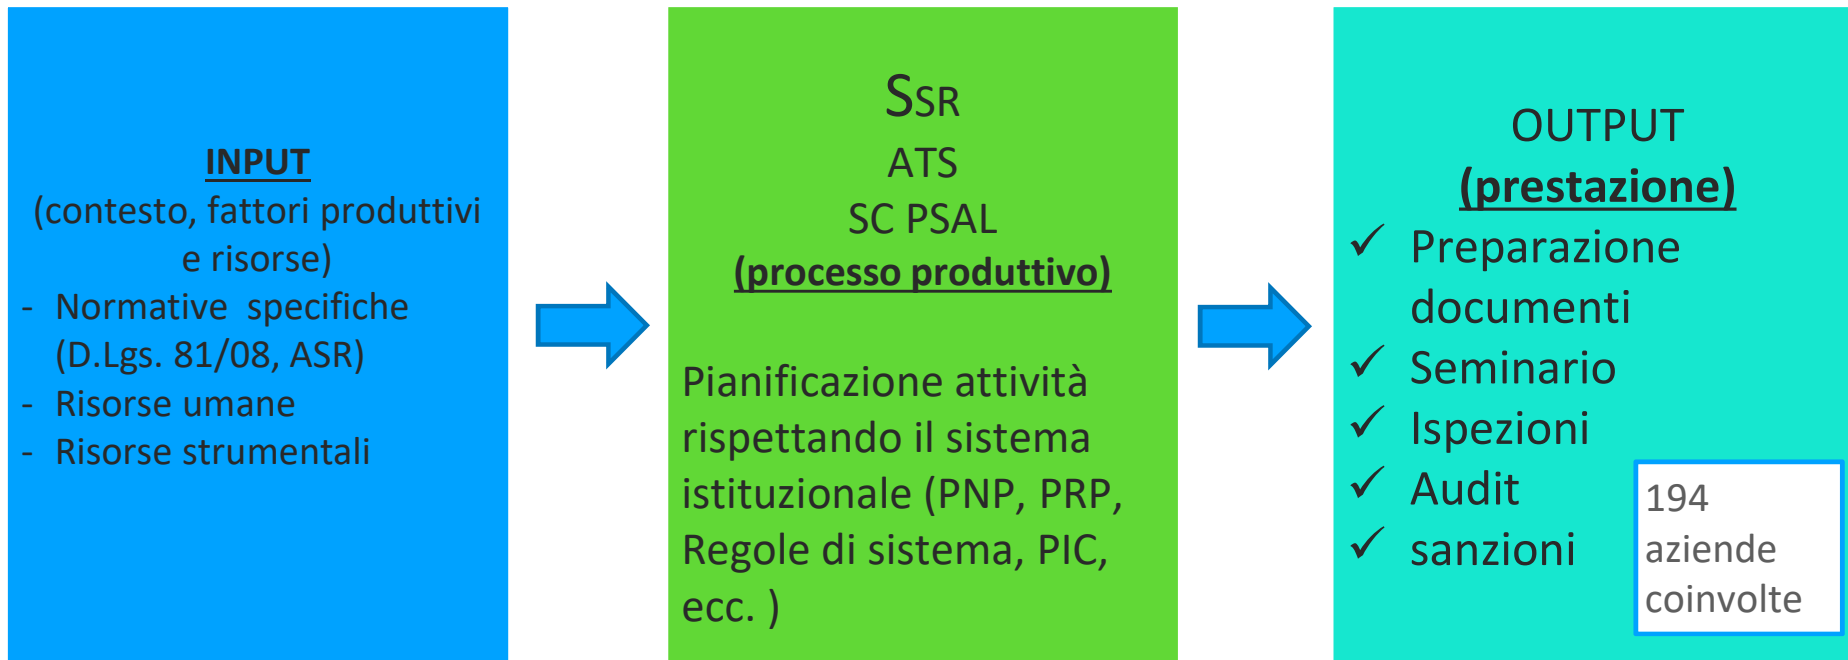 INPUT
(contesto, fattori produttivi
e risorse)
- Normative specifiche
(D.Lgs. 81/08, ASR)
- Risorse umane
- Risorse strumentali
SSR
ATS
SC PSAL
(processo produttivo)
Pianificazione attività
rispettando il sistema
istituzionale (PNP, PRP,
Regole di sistema, PIC,
ecc. )
OUTPUT
(prestazione)
✓ Preparazione
documenti
✓ Seminario
✓ Ispezioni
✓ Audit
✓ sanzioni
194
aziende
coinvolte